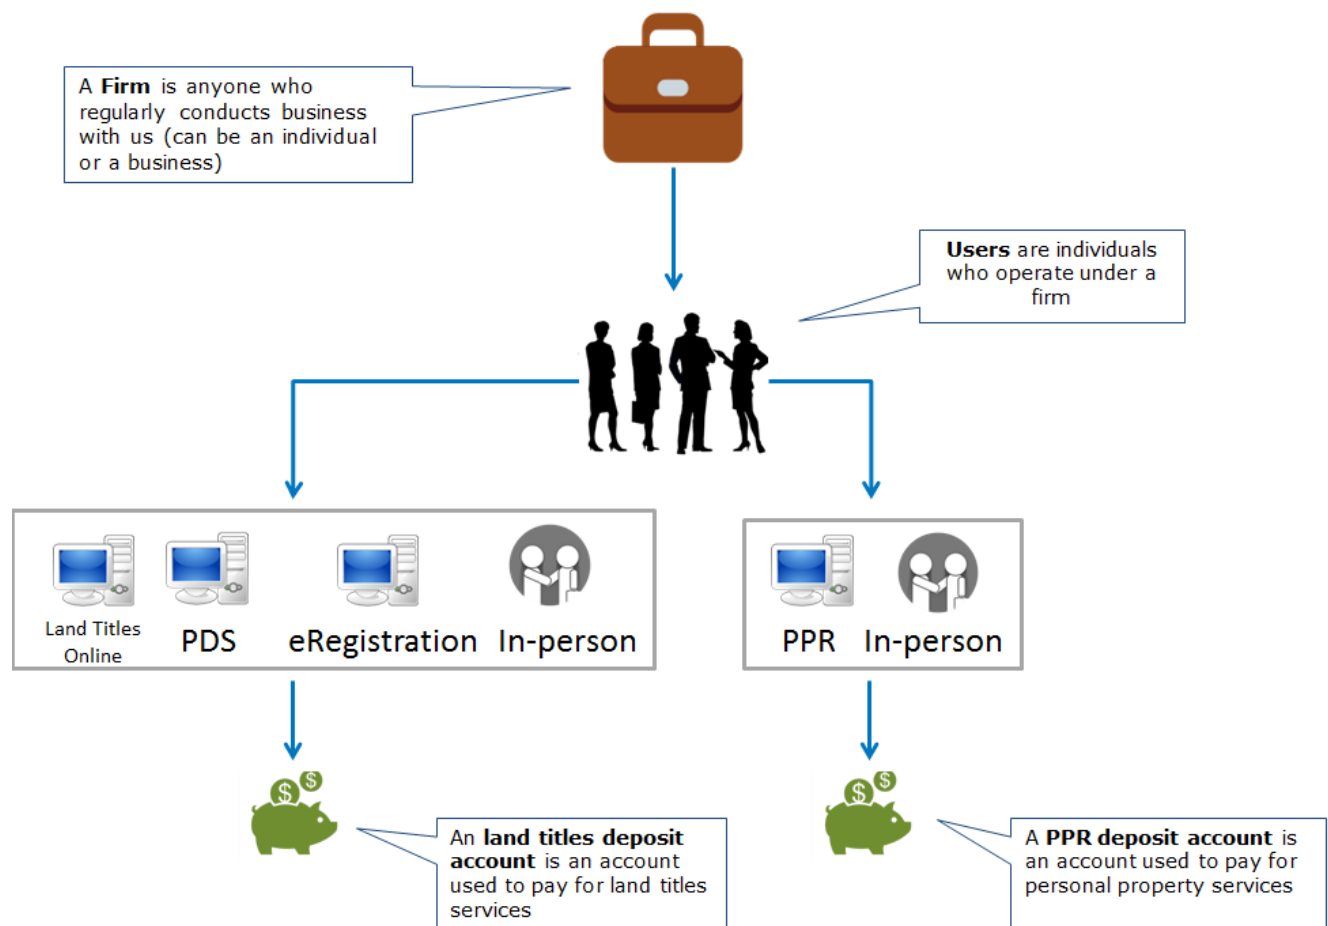 A Firm is anyone who
regularly conducts business
with us (can be an individual
or a business)
Users are individuals
who operate under a
firm
Land Titles
Online
PDS
eRegistration
In-person
PPR
In-person
$
$
$
$
An land titles deposit
account is an account
used to pay for land titles
services
A PPR deposit account is
an account used to pay for
personal property services